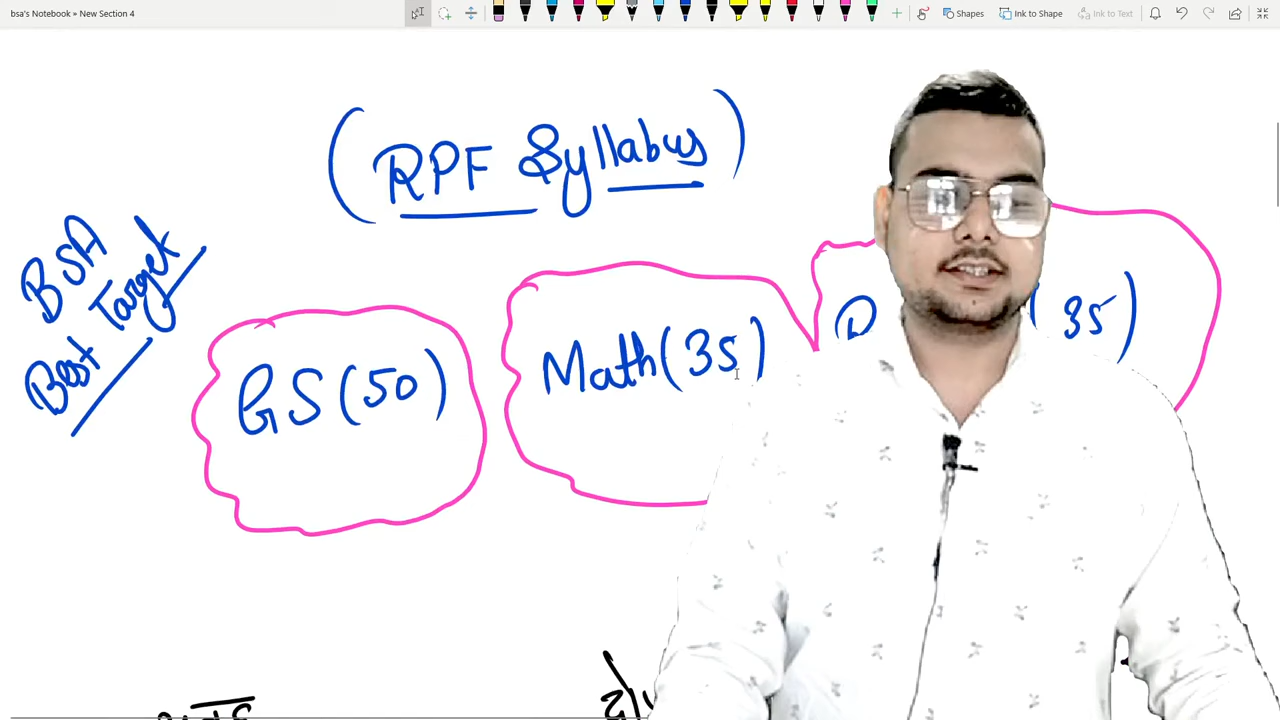 bsa's Notebook » New Section 4
Shapes
Ink to Shape
Ink to Text
(RPF Syllabus)
BSA
Best Target
GS (50)
Math (35)
(35)